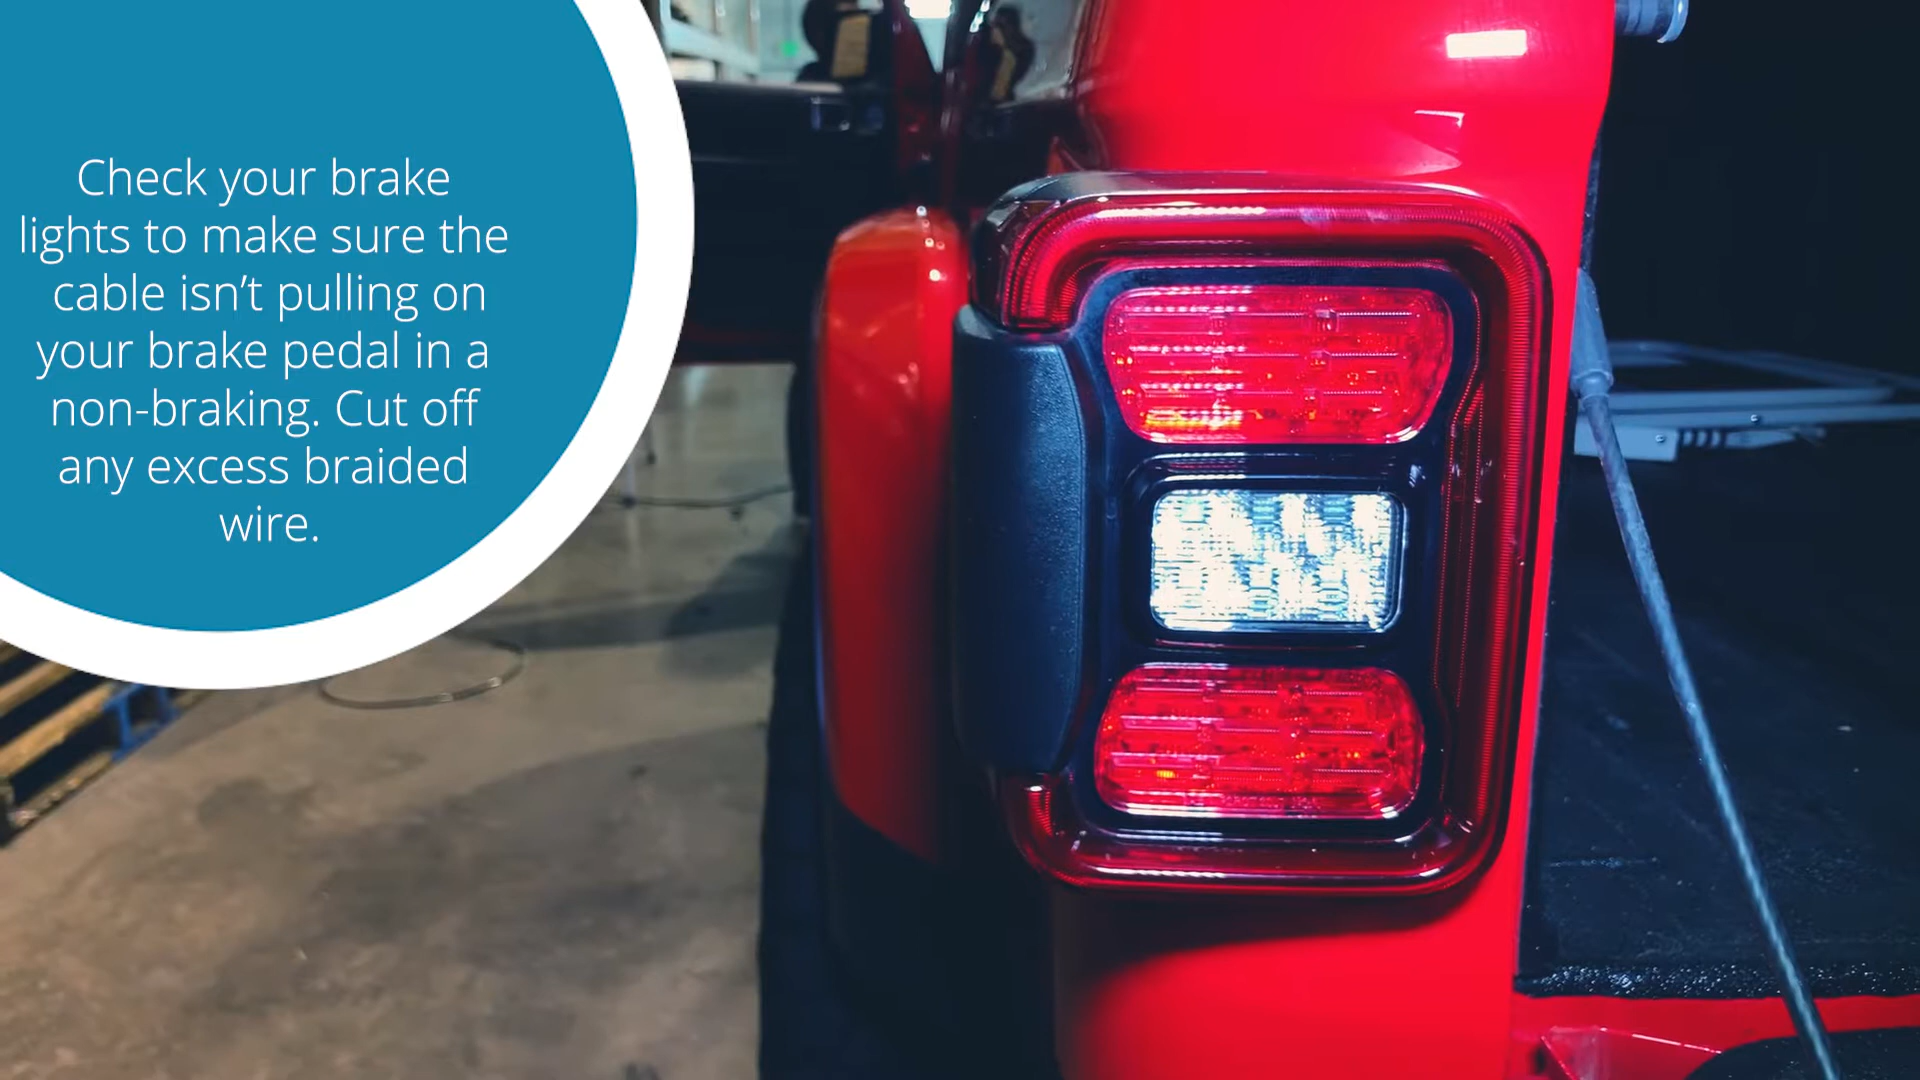 Check your brake
lights to make sure the
cable isn’t pulling on
your brake pedal in a
non-braking. Cut off
any excess braided
wire.